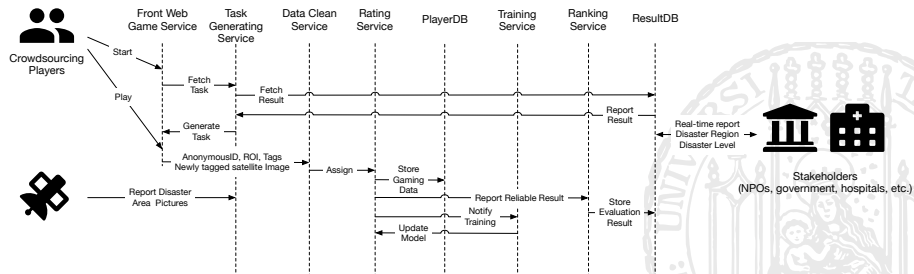 Front Web
Game Service
Task
Generating
Service
Data Clean
Service
Rating
Service
PlayerDB
Training
Service
Ranking
Service
ResultDB
Crowdsourcing
Players
Start
Fetch
Task
Fetch
Result
Play
Report
Result
Generate
Task
Real-time report
Disaster Region
Disaster Level
AnonymousID, ROI, Tags
Newly tagged satellite Image
Assign
Store
Gaming
Data
Stakeholders
(NPOs, government, hospitals, etc.)
Report Disaster
Area Pictures
Report Reliable Result
Store
Evaluation
Result
Notify
Training
Update
Model